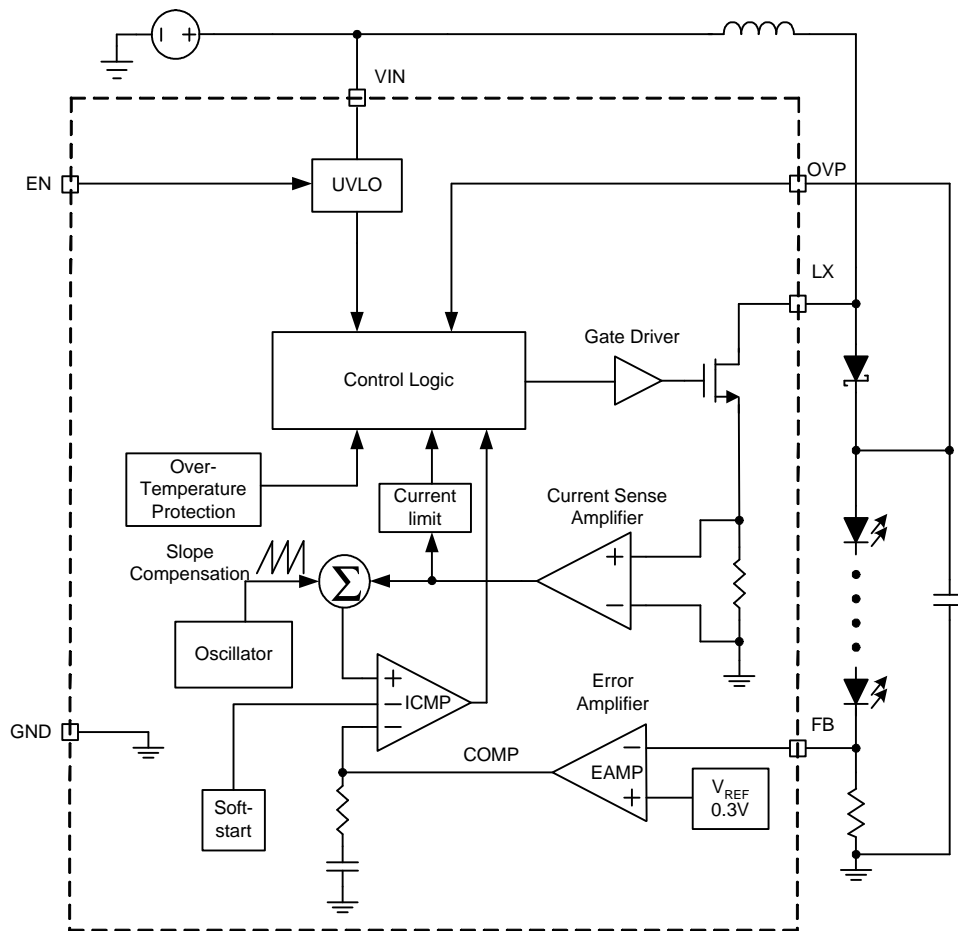 VIN
EN
UVLO
OVP
LX
Gate Driver
Control Logic
Over-
Temperature
Protection
Current
limit
Current Sense
Amplifier
Slope
Compensation
Σ
+
−
Oscillator
+
−
−
ICMP
Error
Amplifier
GND
COMP
FB
−
EAMP
+
VREF
0.3V
Soft-
start